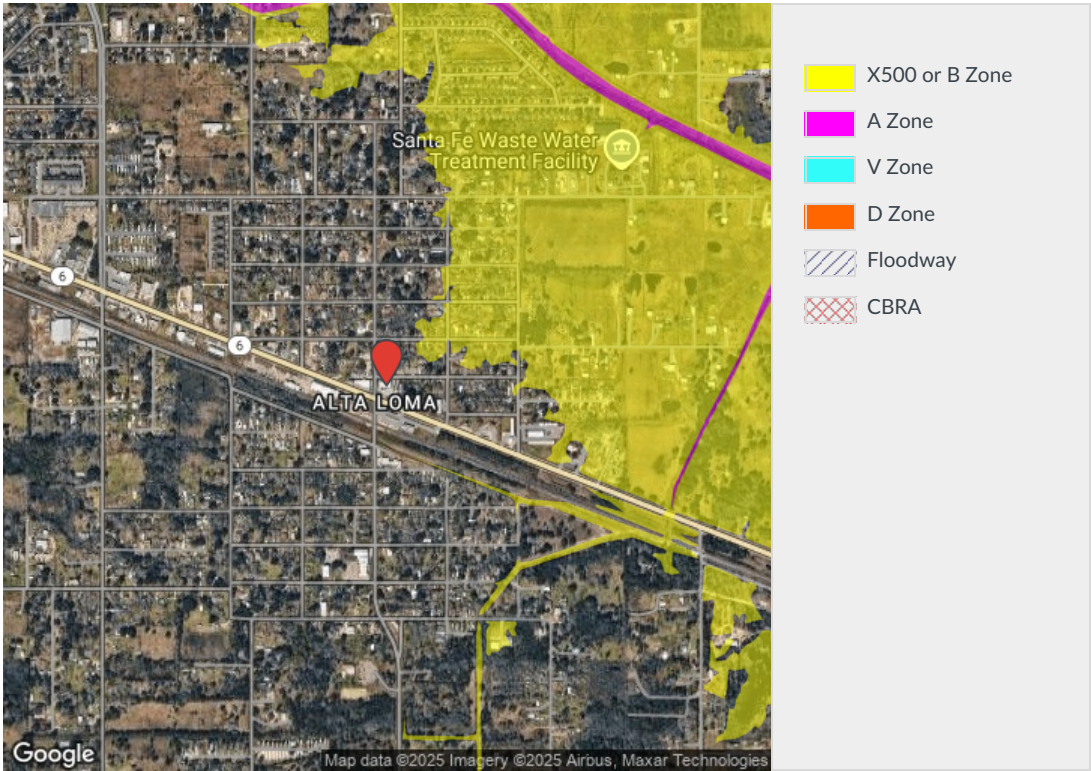 Santa Fe Waste Water
Treatment Facility
6
6
ALTA LOMA
Google
Map data ©2025 Imagery ©2025 Airbus, Maxar Technologies
X500 or B Zone
A Zone
V Zone
D Zone
Floodway
CBRA